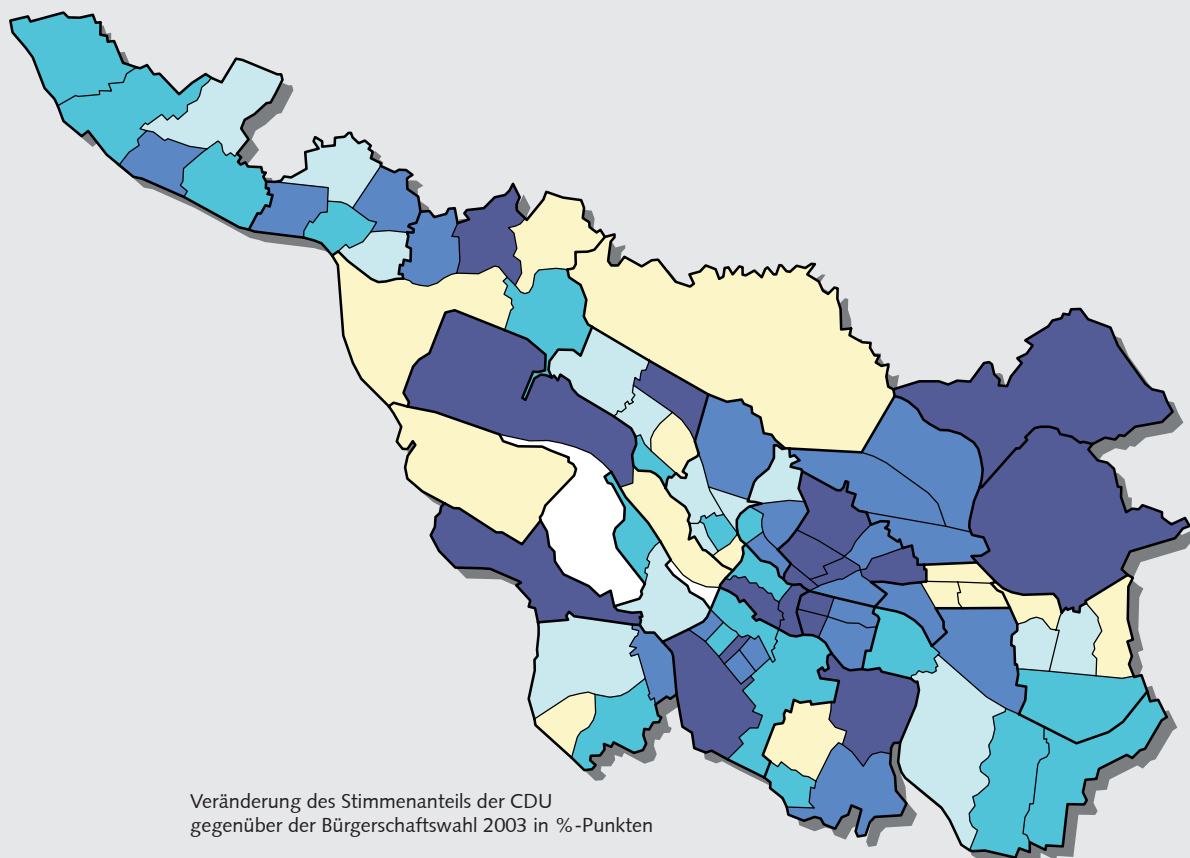 Veränderung des Stimmenanteils der CDU
gegenüber der Bürgerschaftswahl 2003 in %-Punkten